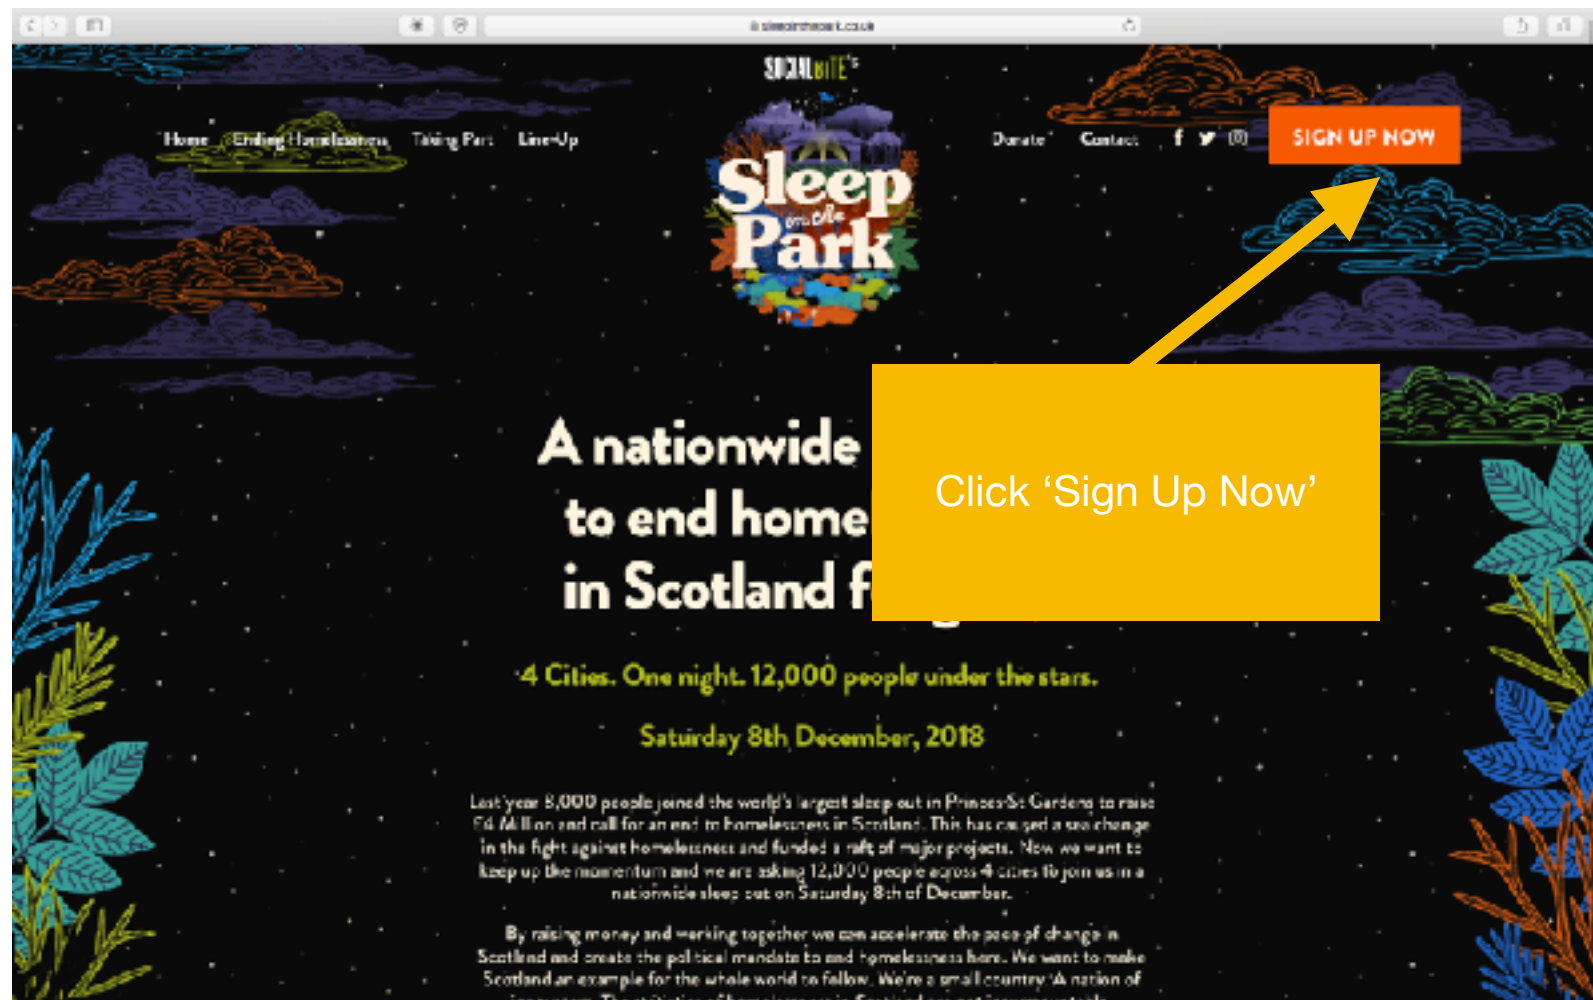 sleepinthepark.co.uk
SOCIAL BITE's
Home Ending Homelessness Taking Part Line-Up
Sleep
in the
Park
Donate Contact
SIGN UP NOW
A nationwide
to end home
in Scotland f
Click ‘Sign Up Now’
4 Cities. One night. 12,000 people under the stars.
Saturday 8th December, 2018
Last year 8,000 people joined the world's largest sleep out in Princes St Gardens to raise
£4 Million and call for an end to homelessness in Scotland. This has caused a sea change
in the fight against homelessness and funded a raft of major projects. Now we want to
keep up the momentum and we are asking 12,000 people across 4 cities to join us in a
nationwide sleep out on Saturday 8th of December.
By raising money and working together we can accelerate the pace of change in
Scotland and create the political mandate to end homelessness here. We want to make
Scotland an example for the whole world to follow. We're a small country 'A nation of